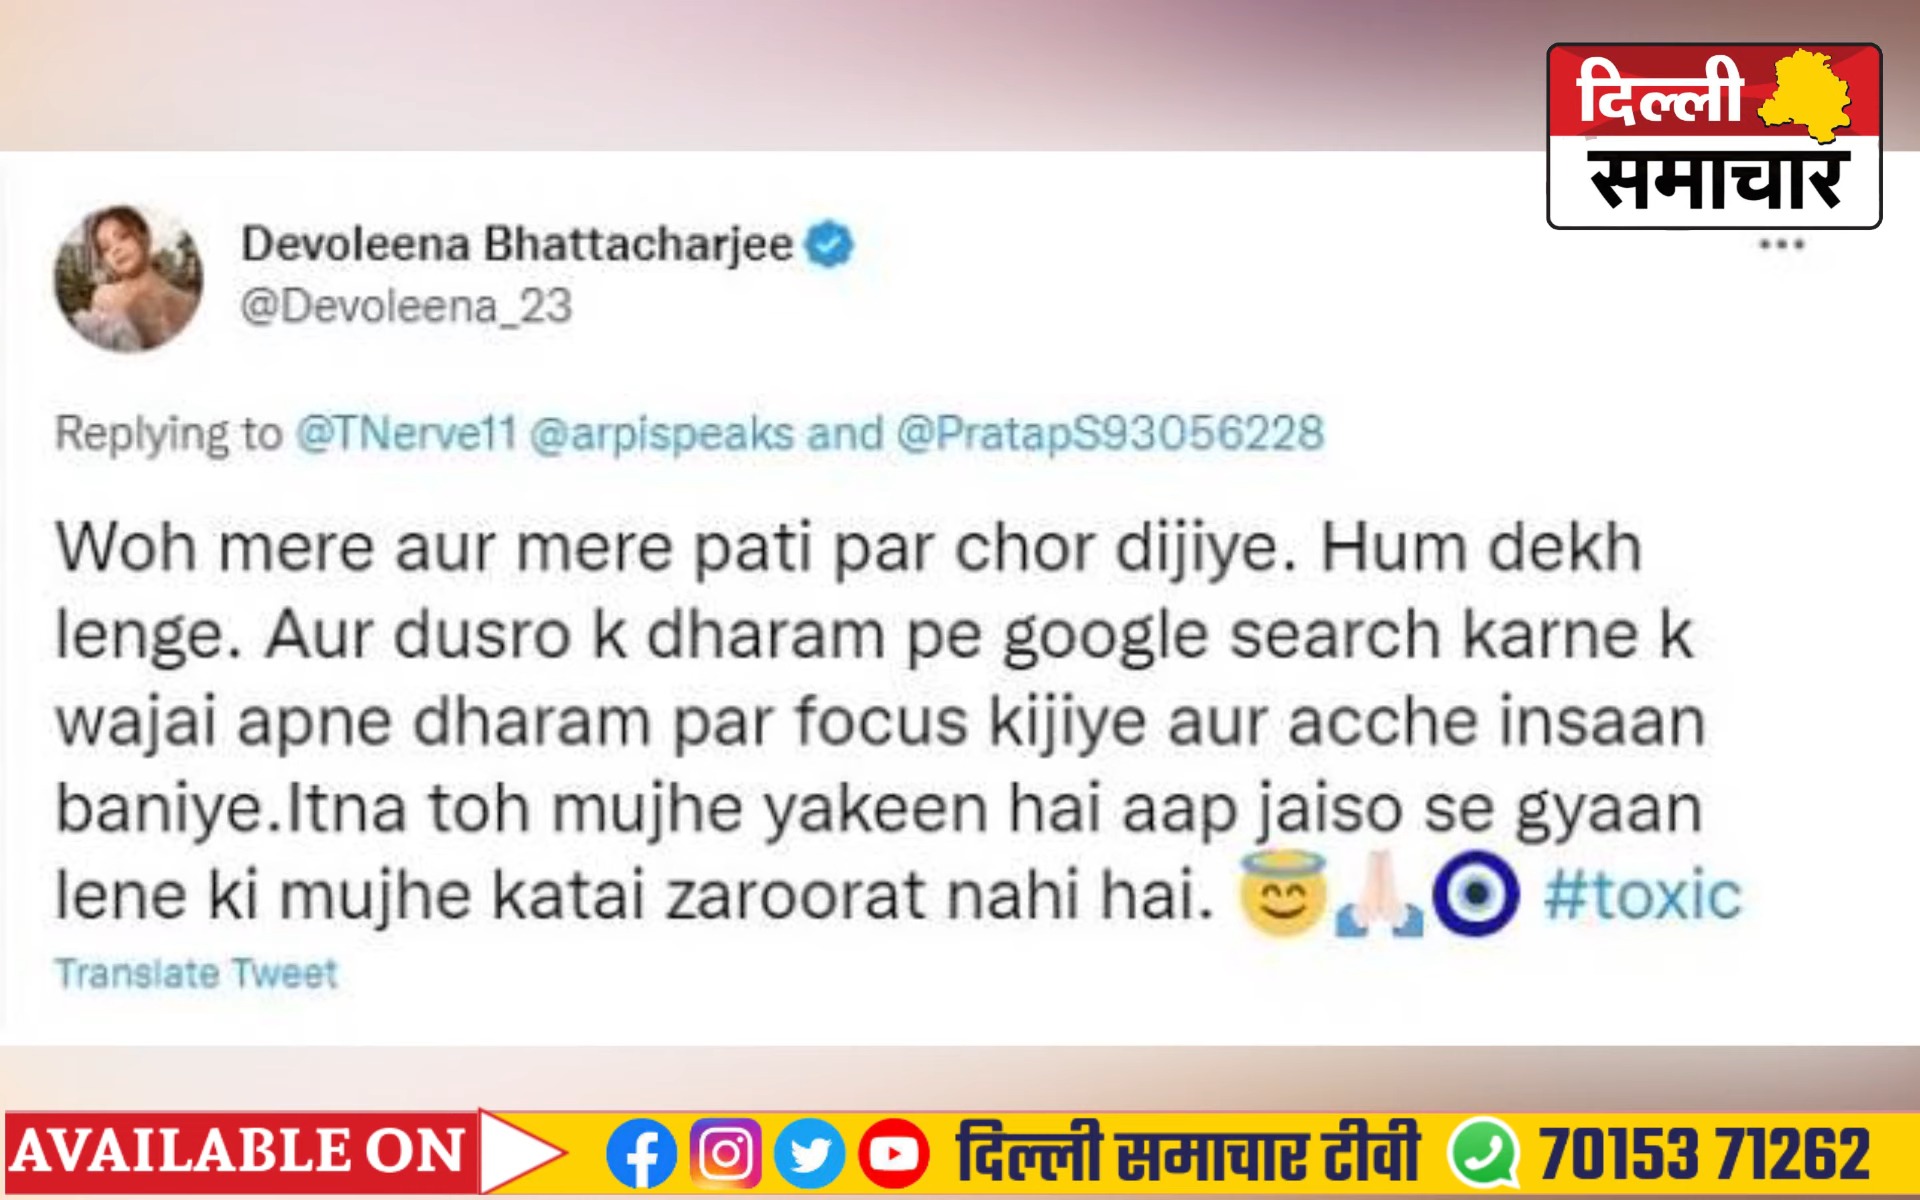 दिल्ली
समाचार
Devoleena Bhattacharjee
@Devoleena_23
Replying to @TNerve11 @arpispeaks and @PratapS93056228
Woh mere aur mere pati par chor dijiye. Hum dekh
lenge. Aur dusro k dharam pe google search karne k
wajai apne dharam par focus kijiye aur acche insaan
baniye.Itna toh mujhe yakeen hai aap jaiso se gyaan
lene ki mujhe katai zaroorat nahi hai. 😇🙏🏻🧿 #toxic
Translate Tweet
AVAILABLE ON दिल्ली समाचार टीवी 70153 71262